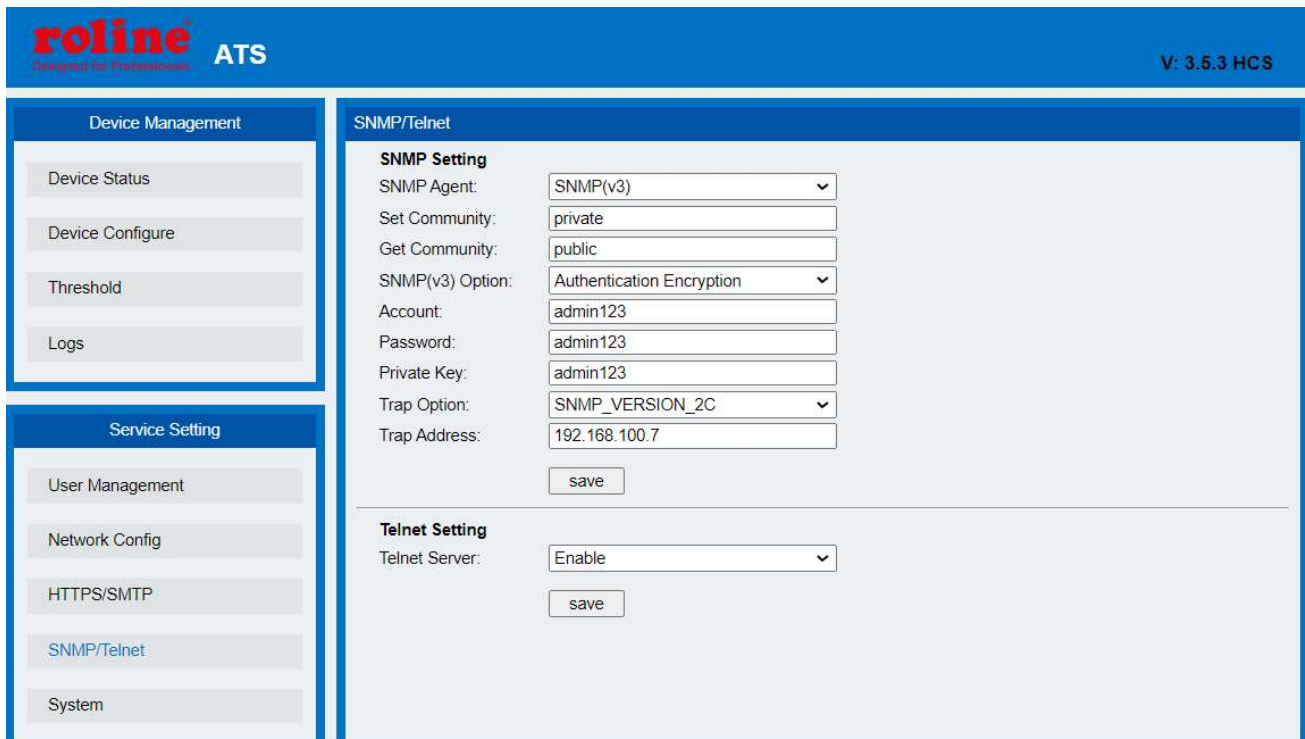 roline
Designed for Professionals
ATS
V: 3.5.3 HCS
Device Management
Device Status
Device Configure
Threshold
Logs
Service Setting
User Management
Network Config
HTTPS/SMTP
SNMP/Telnet
System
SNMP/Telnet
SNMP Setting
SNMP Agent: SNMP(v3)
Set Community: private
Get Community: public
SNMP(v3) Option: Authentication Encryption
Account: admin123
Password: admin123
Private Key: admin123
Trap Option: SNMP_VERSION_2C
Trap Address: 192.168.100.7
save
Telnet Setting
Telnet Server: Enable
save